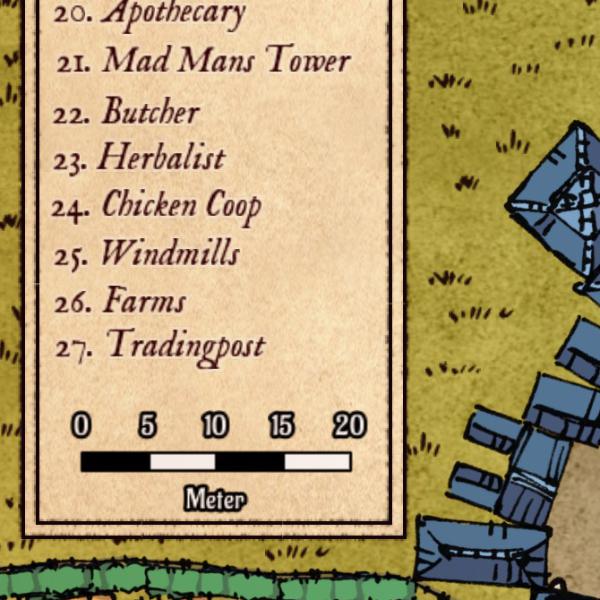 20. Apothecary
21. Mad Mans Tower
22. Butcher
23. Herbalist
24. Chicken Coop
25. Windmills
26. Farms
27. Tradingpost
0 5 10 15 20
Meter